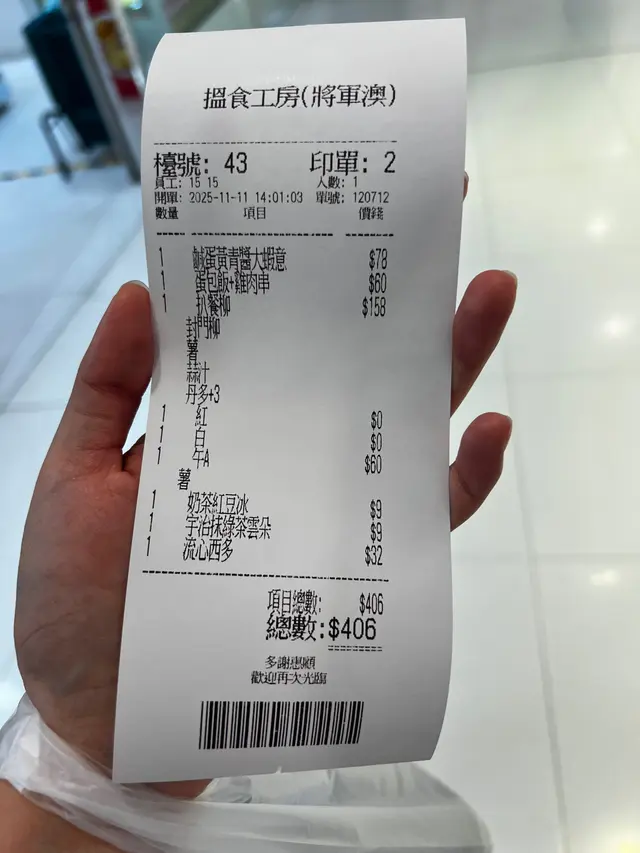 搵食工房(將軍澳)
檯號: 43 印單: 2
員工: 15 15 人數: 1
開單: 2025-11-11 14:01:03 單號: 120712
數量 項目 價錢
1 鹹蛋黃青醬大蝦意 $78
1 蛋包飯+雞肉串 $60
1 扒餐柳 $158
封門柳
薯
蒜汁
丹多+3
1 紅 $0
1 白 $0
1 午A $60
薯
1 奶茶紅豆冰 $9
1 宇治抹綠茶雲朵 $9
1 流心西多 $32
項目總數: $406
總數:$406
多謝惠顧
歡迎再次光臨